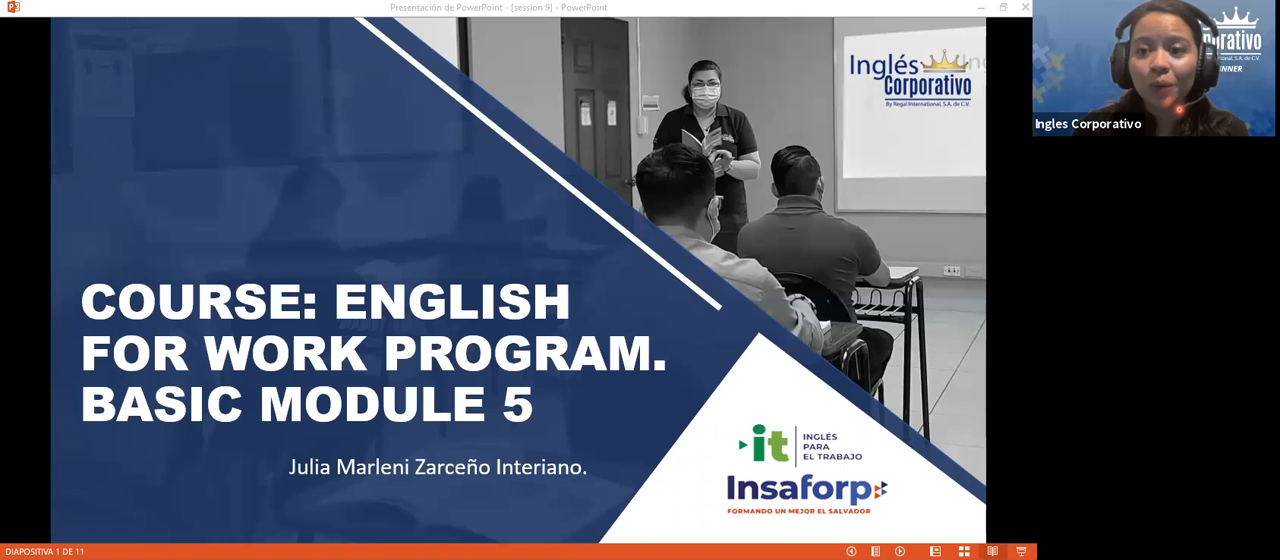 Presentación de PowerPoint - [session 9] - PowerPoint
Inglés
Corporativo
By Regal International, S.A. de C.V.
Ingles Corporativo
COURSE: ENGLISH
FOR WORK PROGRAM.
BASIC MODULE 5
Julia Marleni Zarceño Interiano.
it
INGLÉS
PARA
EL TRABAJO
Insaforp
FORMANDO UN MEJOR EL SALVADOR
DIAPOSITIVA 1 DE 11